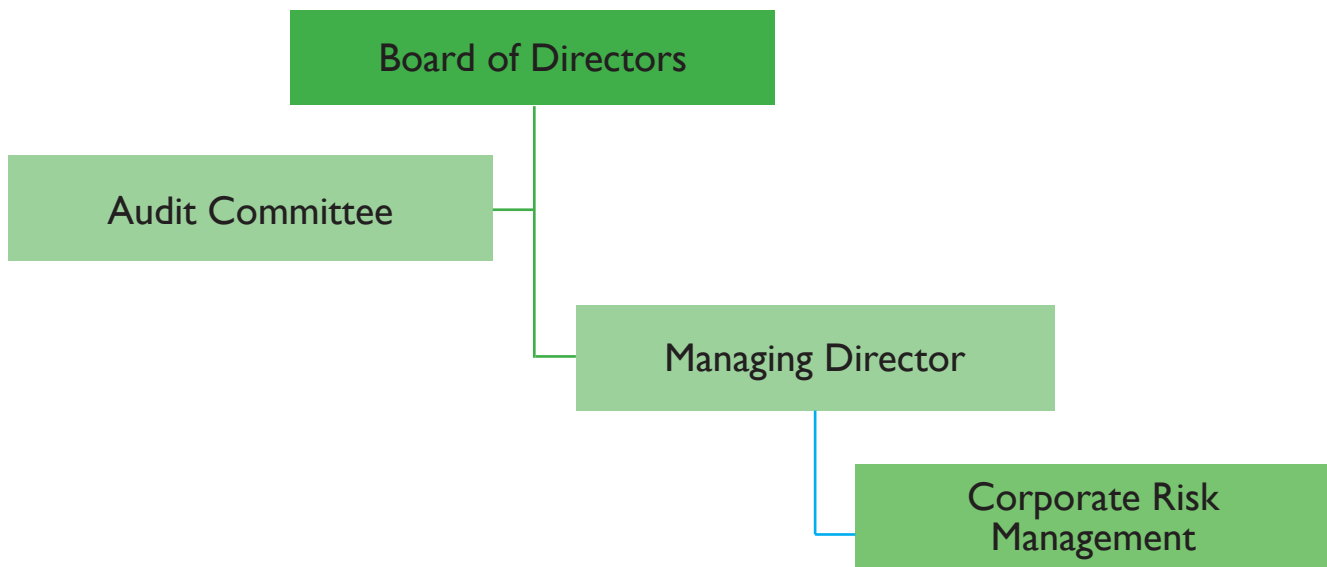 Board of Directors
Audit Committee
Managing Director
Corporate Risk
Management